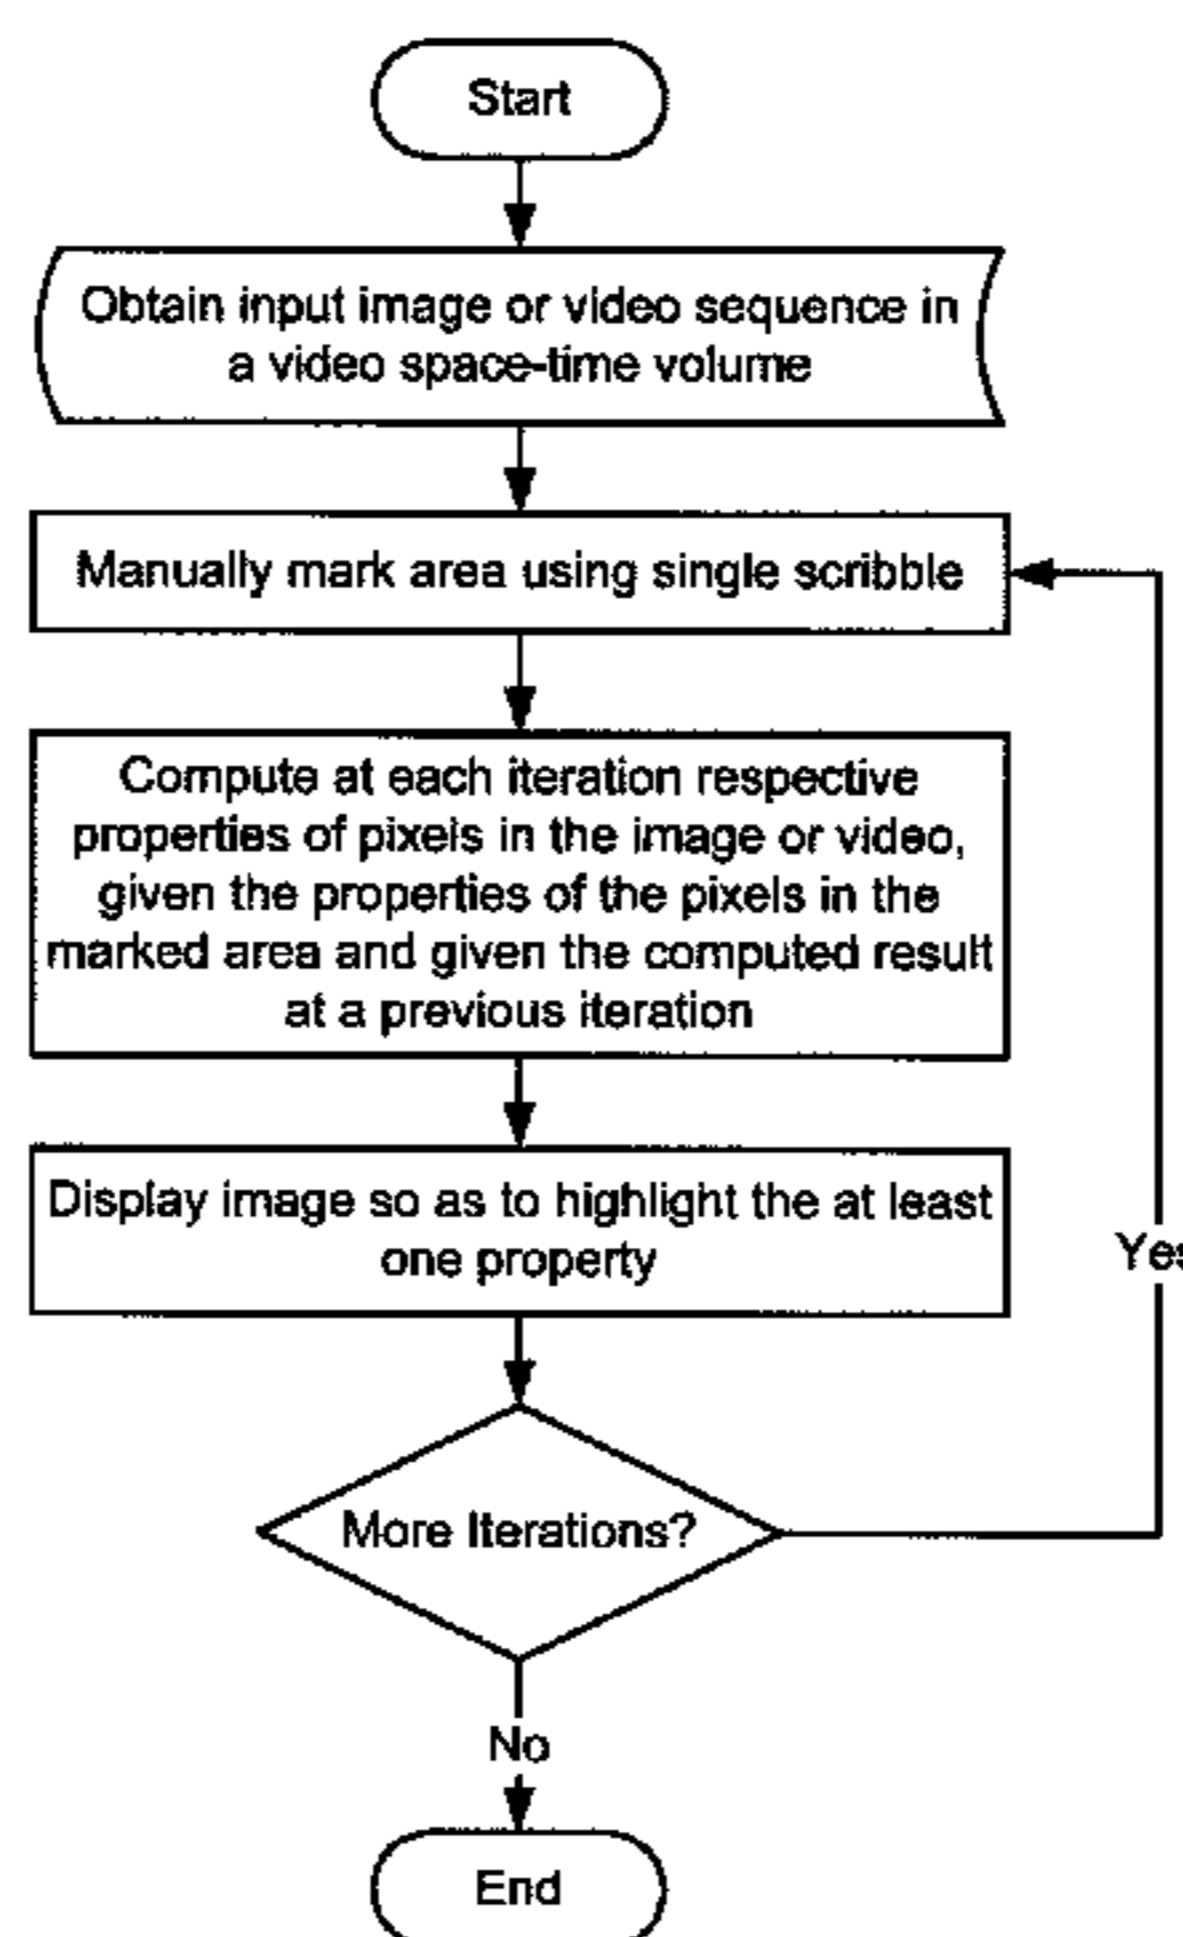 Start
Obtain input image or video sequence in
a video space-time volume
Manually mark area using single scribble
Compute at each iteration respective
properties of pixels in the image or video,
given the properties of the pixels in the
marked area and given the computed result
at a previous iteration
Display image so as to highlight the at least
one property
Yes
More Iterations?
No
End